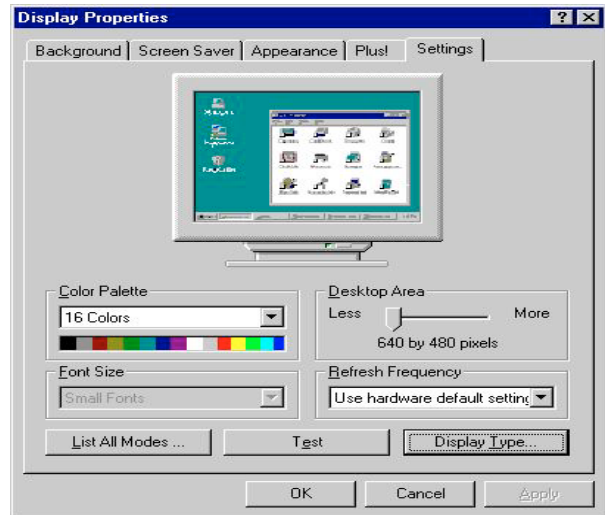 Display Properties
Background Screen Saver Appearance Plus! Settings
Color Palette
16 Colors
Desktop Area
Less More
640 by 480 pixels
Font Size
Small Fonts
Refresh Frequency
Use hardware default setting
List All Modes ... Test Display Type...
OK Cancel Apply